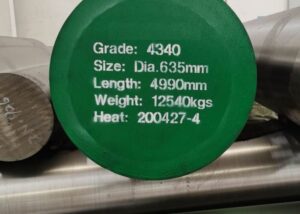 Grade: 4340
Size: Dia.635mm
Length: 4990mm
Weight: 12540kgs
Heat: 200427-4